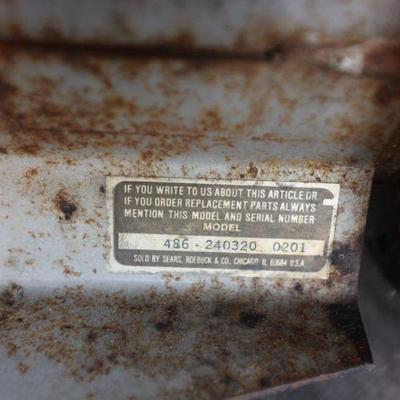 IF YOU WRITE TO US ABOUT THIS ARTICLE OR
IF YOU ORDER REPLACEMENT PARTS ALWAYS
MENTION THIS MODEL AND SERIAL NUMBER
MODEL
486-240320 0201
SOLD BY SEARS, ROEBUCK & CO., CHICAGO IL 60684 U.S.A.